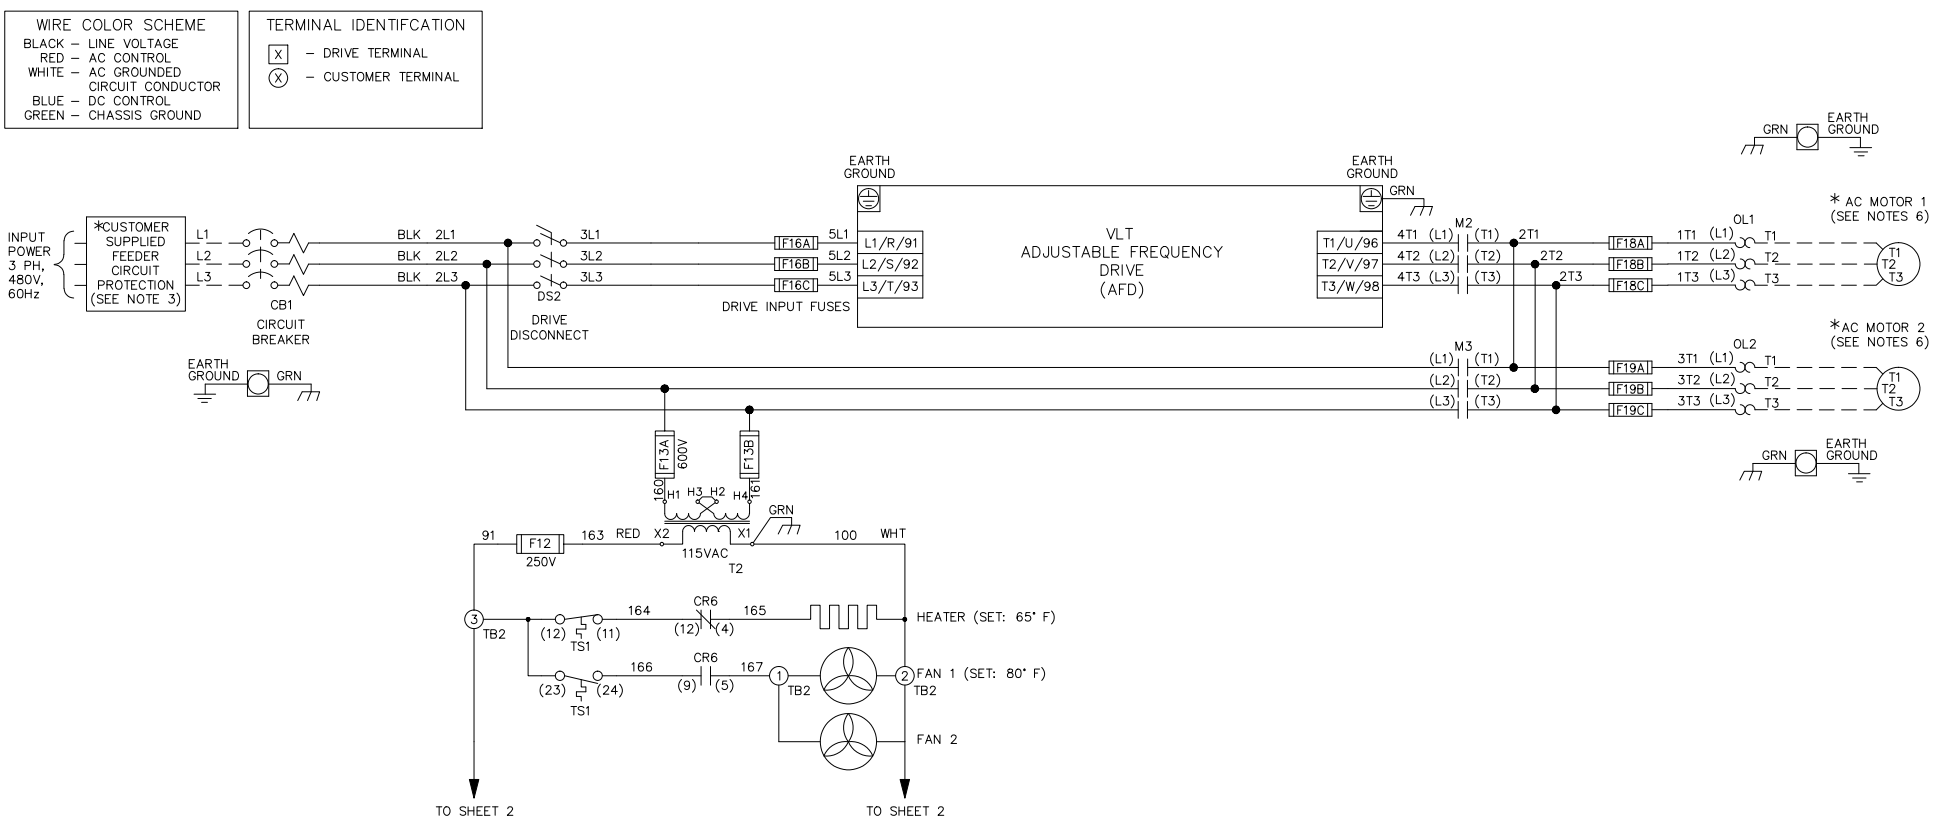 WIRE COLOR SCHEME
BLACK – LINE VOLTAGE
RED – AC CONTROL
WHITE – AC GROUNDED
CIRCUIT CONDUCTOR
BLUE – DC CONTROL
GREEN – CHASSIS GROUND
TERMINAL IDENTIFCATION
X – DRIVE TERMINAL
X – CUSTOMER TERMINAL
INPUT
POWER
3 PH,
480V,
60Hz
*CUSTOMER
SUPPLIED
FEEDER
CIRCUIT
PROTECTION
(SEE NOTE 3)
L1
L2
L3
CB1
CIRCUIT
BREAKER
EARTH
GROUND
GRN
BLK 2L1
BLK 2L2
BLK 2L3
DS2
DRIVE
DISCONNECT
3L1
3L2
3L3
F16A
F16B
F16C
DRIVE INPUT FUSES
5L1
5L2
5L3
EARTH
GROUND
L1/R/91
L2/S/92
L3/T/93
VLT
ADJUSTABLE FREQUENCY
DRIVE
(AFD)
EARTH
GROUND
GRN
T1/U/96
T2/V/97
T3/W/98
M2
4T1 (L1) (T1) 2T1
4T2 (L2) (T2) 2T2
4T3 (L3) (T3) 2T3
F18A
F18B
F18C
OL1
1T1 (L1) T1
1T2 (L2) T2
1T3 (L3) T3
GRN
EARTH
GROUND
* AC MOTOR 1
(SEE NOTES 6)
T1
T2
T3
M3
(L1) (T1)
(L2) (T2)
(L3) (T3)
F19A
F19B
F19C
OL2
3T1 (L1) T1
3T2 (L2) T2
3T3 (L3) T3
*AC MOTOR 2
(SEE NOTES 6)
T1
T2
T3
GRN
EARTH
GROUND
F13A
600V
F13B
160
161
H1 H3 H2 H4
GRN
91
F12
250V
163 RED X2
X1
115VAC
T2
100 WHT
3
TB2
(12) (11)
TS1
164
CR6
(12) (4)
165
HEATER (SET: 65° F)
(23) (24)
TS1
166
CR6
(9) (5)
167
1
TB2
2
TB2
FAN 1 (SET: 80° F)
FAN 2
TO SHEET 2
TO SHEET 2